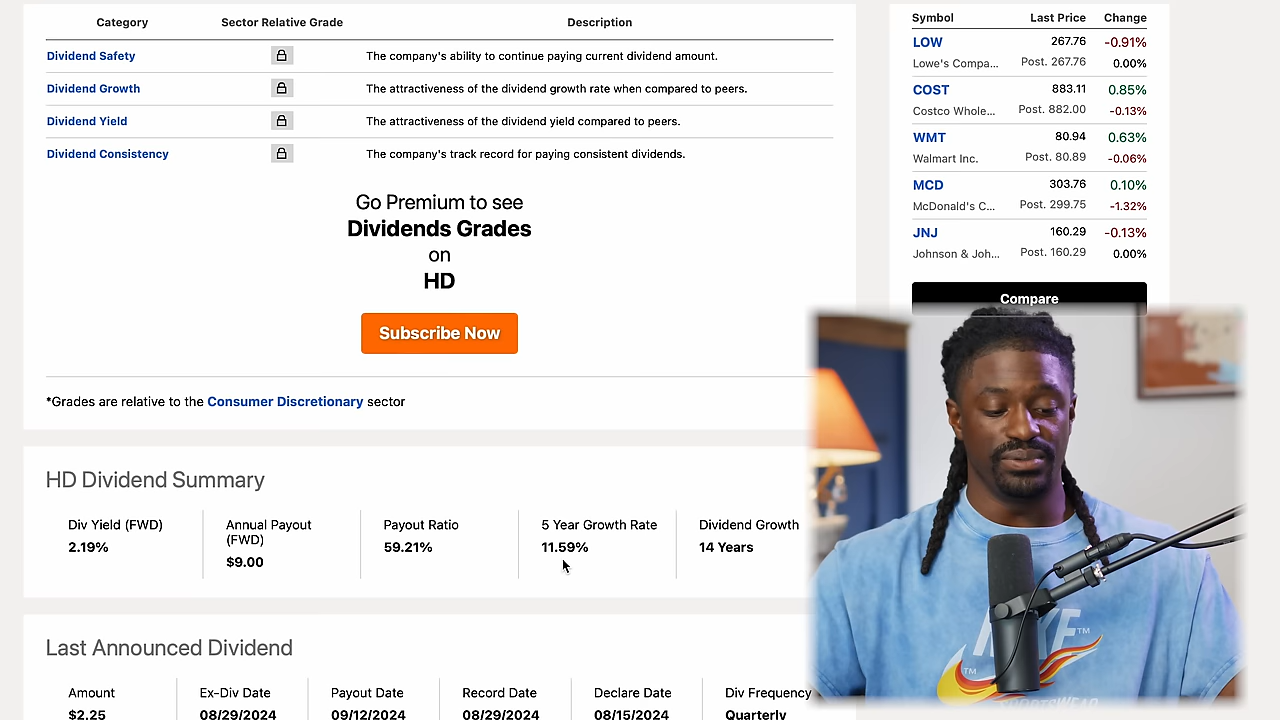 Category Sector Relative Grade Description
Dividend Safety The company's ability to continue paying current dividend amount.
Dividend Growth The attractiveness of the dividend growth rate when compared to peers.
Dividend Yield The attractiveness of the dividend yield compared to peers.
Dividend Consistency The company's track record for paying consistent dividends.
Go Premium to see
Dividends Grades
on
HD
Subscribe Now
*Grades are relative to the Consumer Discretionary sector
HD Dividend Summary
Div Yield (FWD) Annual Payout (FWD) Payout Ratio 5 Year Growth Rate Dividend Growth
2.19% $9.00 59.21% 11.59% 14 Years
Last Announced Dividend
Amount Ex-Div Date Payout Date Record Date Declare Date Div Frequency
$2.25 08/29/2024 09/12/2024 08/29/2024 08/15/2024 Quarterly
Symbol Last Price Change
LOW 267.76 -0.91%
Lowe's Compa... Post. 267.76 0.00%
COST 883.11 0.85%
Costco Whole... Post. 882.00 -0.13%
WMT 80.94 0.63%
Walmart Inc. Post. 80.89 -0.06%
MCD 303.76 0.10%
McDonald's C... Post. 299.75 -1.32%
JNJ 160.29 -0.13%
Johnson & Joh... Post. 160.29 0.00%
Compare
TM
TM